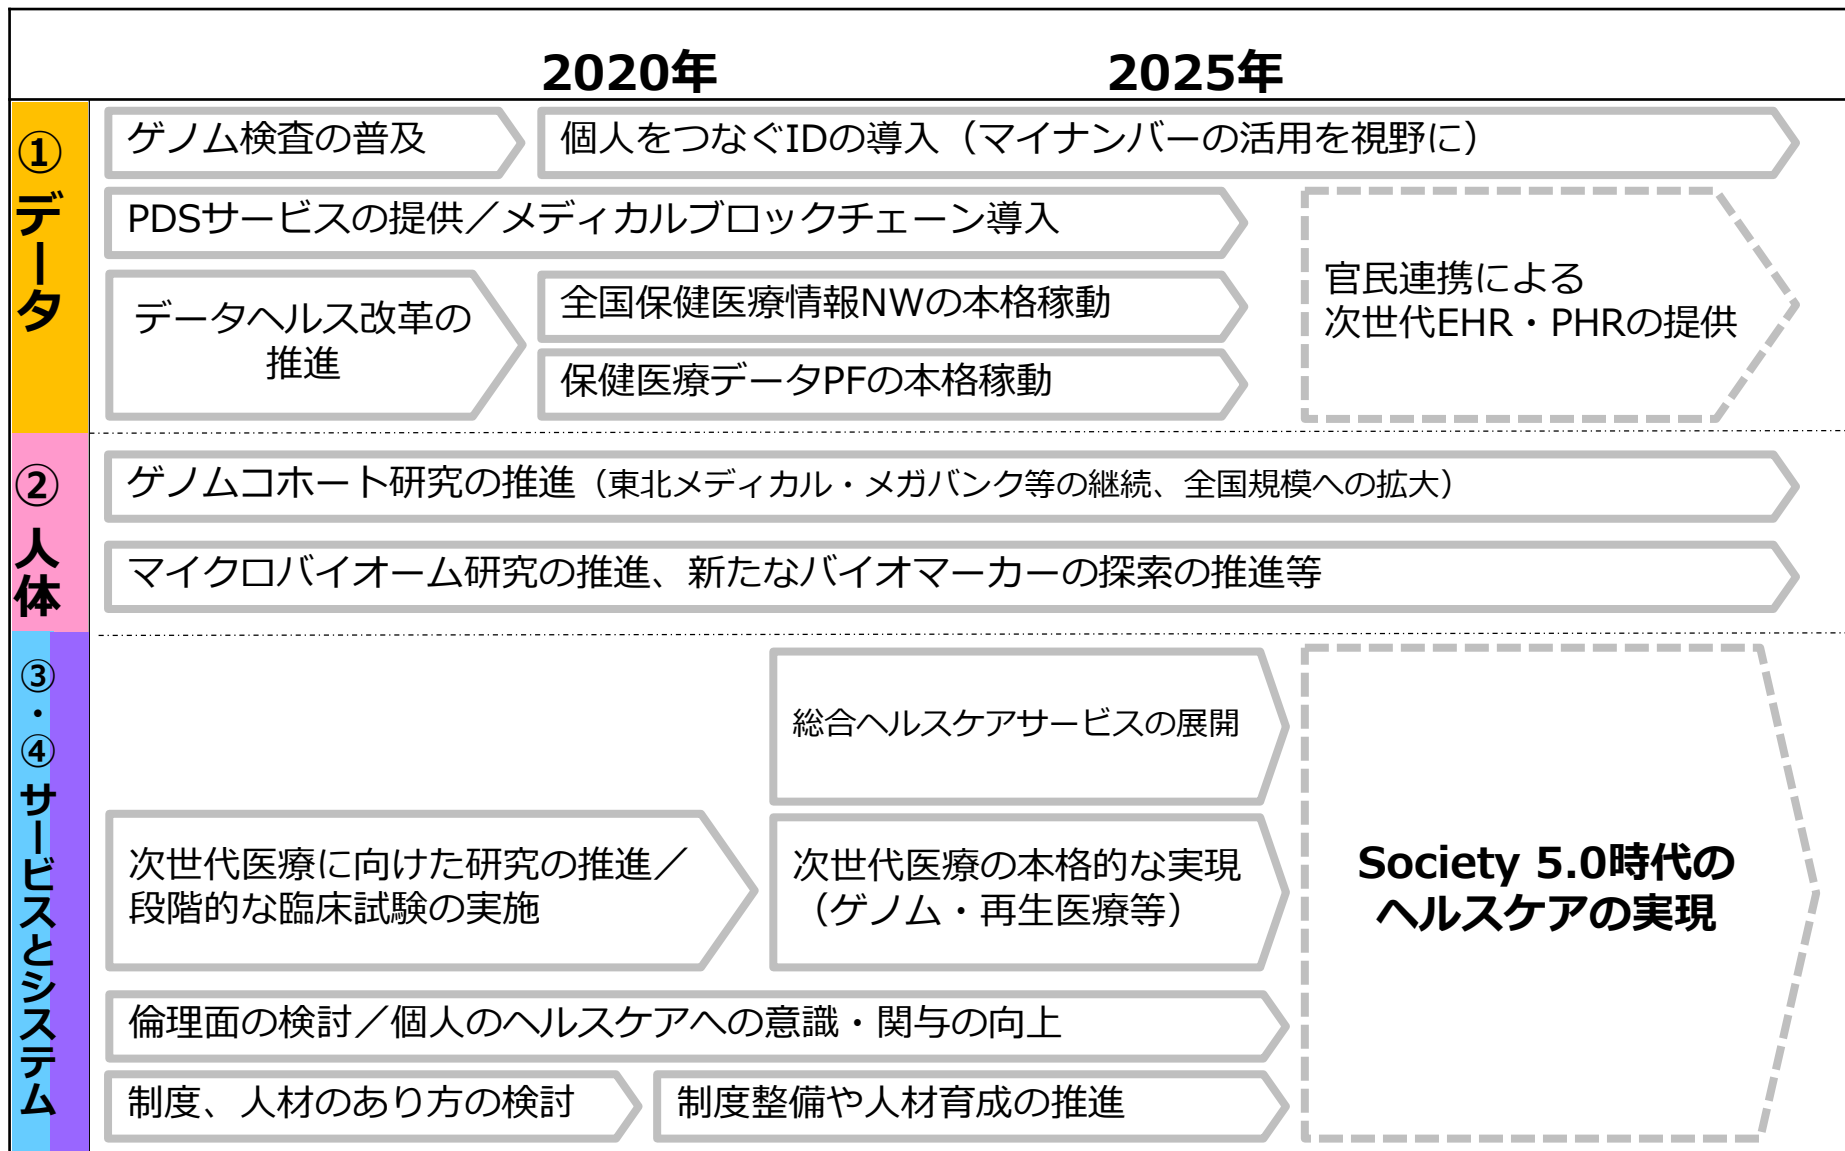 2020年
2025年
①データ
ゲノム検査の普及
個人をつなぐIDの導入（マイナンバーの活用を視野に）
PDSサービスの提供／メディカルブロックチェーン導入
データヘルス改革の
推進
全国保健医療情報NWの本格稼動
保健医療データPFの本格稼動
官民連携による
次世代EHR・PHRの提供
②人体
ゲノムコホート研究の推進（東北メディカル・メガバンク等の継続、全国規模への拡大）
マイクロバイオーム研究の推進、新たなバイオマーカーの探索の推進等
③・④サービスとシステム
総合ヘルスケアサービスの展開
次世代医療に向けた研究の推進／
段階的な臨床試験の実施
次世代医療の本格的な実現
（ゲノム・再生医療等）
倫理面の検討／個人のヘルスケアへの意識・関与の向上
制度、人材のあり方の検討
制度整備や人材育成の推進
Society 5.0時代の
ヘルスケアの実現